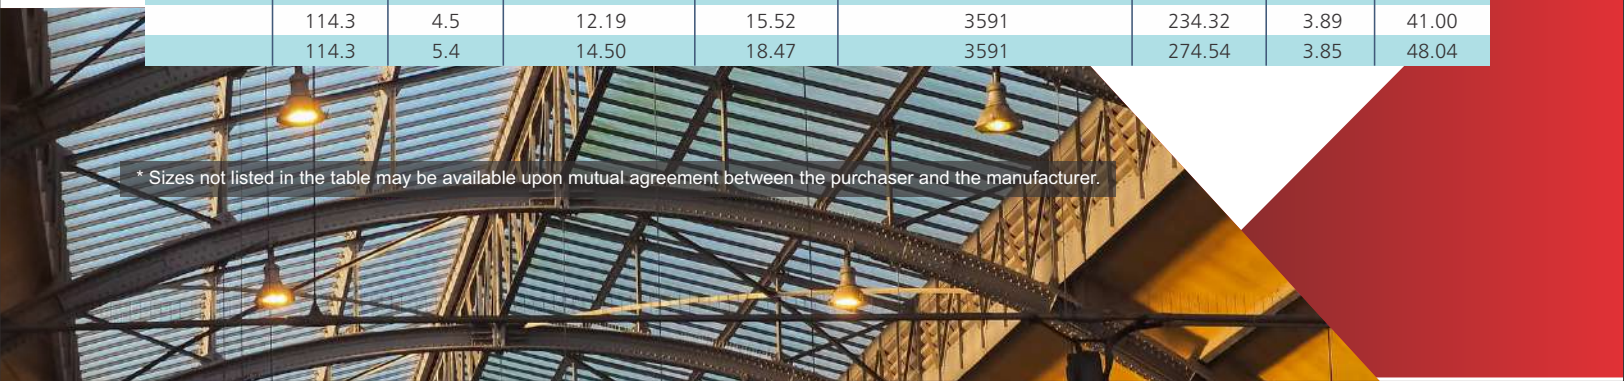 114.3 4.5 12.19 15.52 3591 234.32 3.89 41.00
114.3 5.4 14.50 18.47 3591 274.54 3.85 48.04
* Sizes not listed in the table may be available upon mutual agreement between the purchaser and the manufacturer.